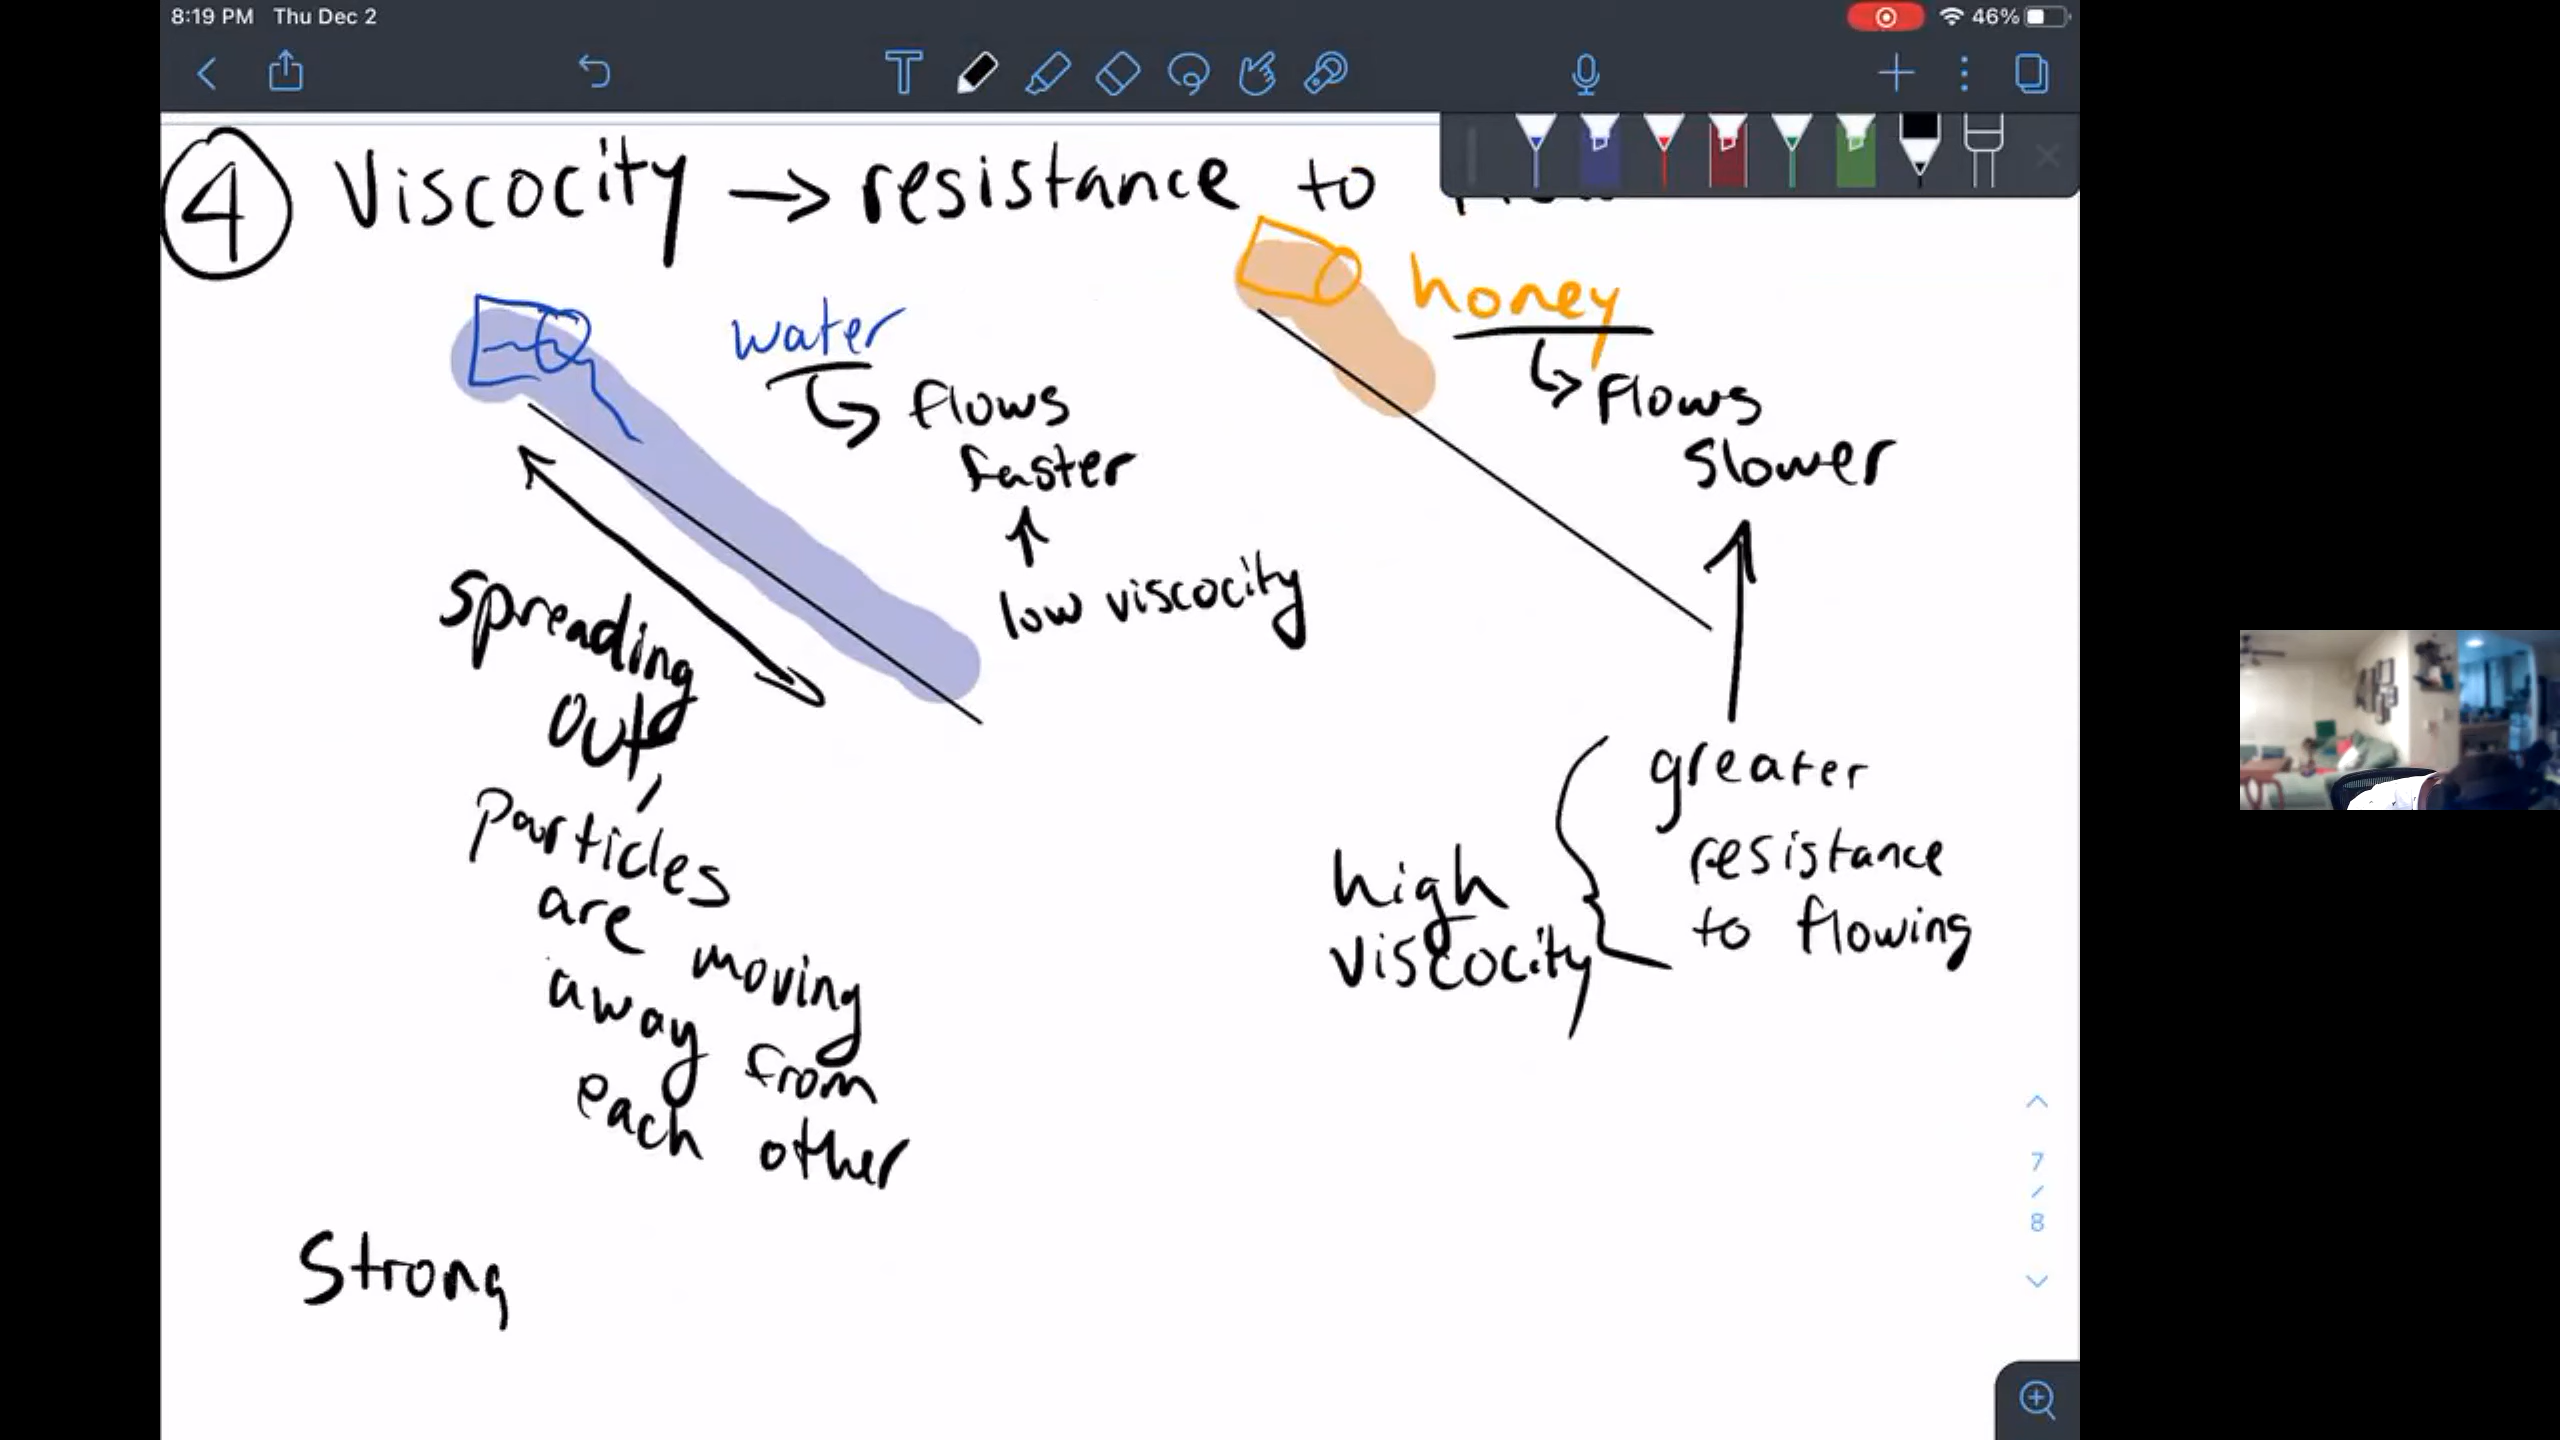 8:19 PM Thu Dec 2
46%
T
4 Viscocity → resistance to
water
flows
faster
↑
low viscocity
honey
flows
slower
↑
greater
resistance
to flowing
high
viscocity
spreading
out,
particles
are moving
away from
each other
Strong
7
/
8